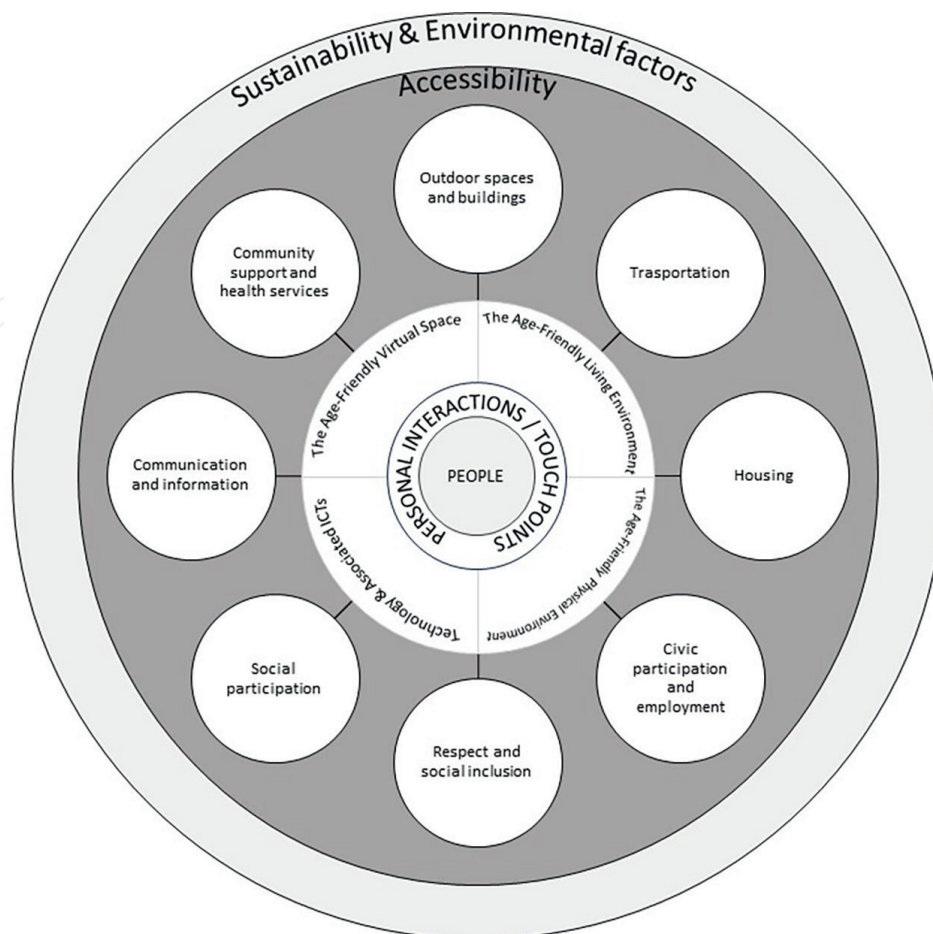 Sustainability & Environmental factors
Accessibility
Outdoor spaces
and buildings
Trasportation
Housing
Civic
participation
and
employment
Respect and
social inclusion
Social
participation
Communication
and information
Community
support and
health services
The Age-Friendly Virtual Space
The Age-Friendly Living Environment
The Age-Friendly Physical Environment
Technology & Associated ICTs
PERSONAL INTERACTIONS / TOUCH POINTS
PEOPLE